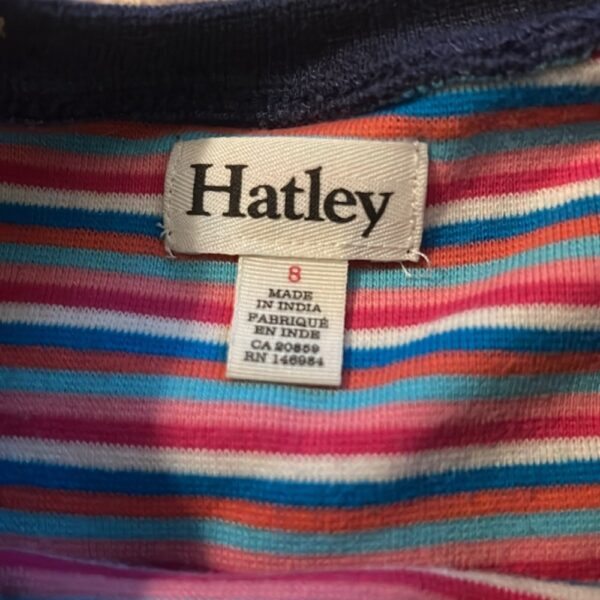 Hatley
8
MADE
IN INDIA
FABRIQUÉ
EN INDE
CA 20859
RN 146984